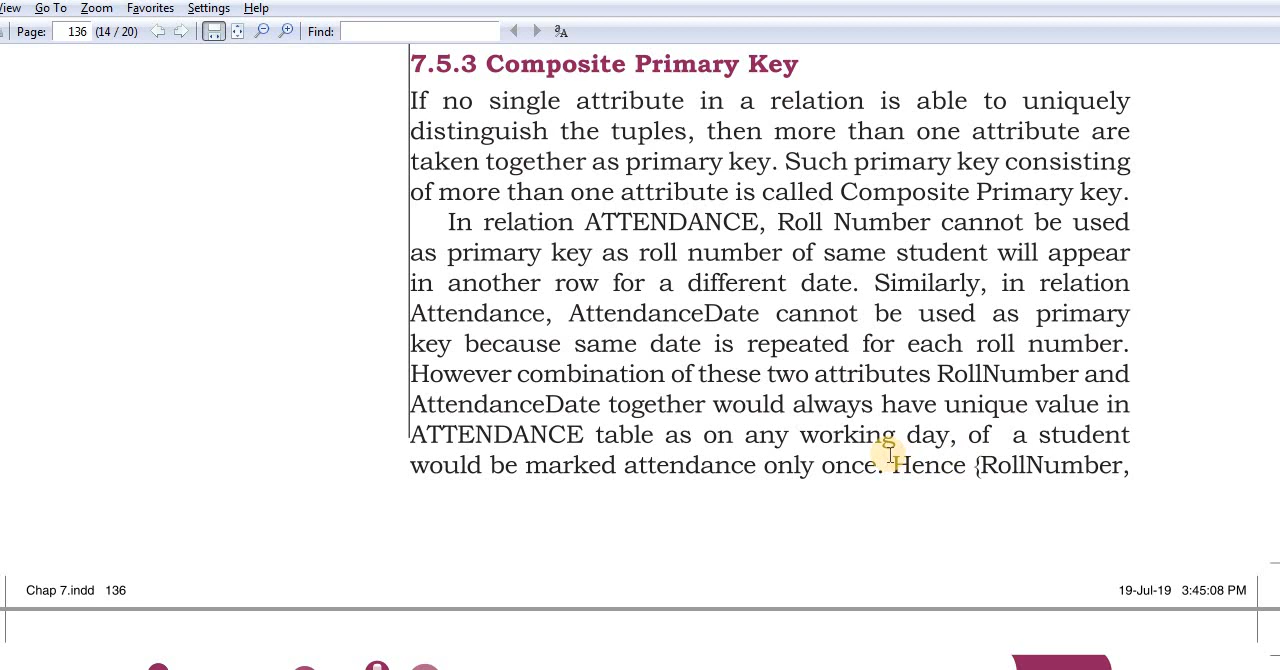 View Go To Zoom Favorites Settings Help
Page: 136 (14 / 20) Find:
7.5.3 Composite Primary Key
If no single attribute in a relation is able to uniquely
distinguish the tuples, then more than one attribute are
taken together as primary key. Such primary key consisting
of more than one attribute is called Composite Primary key.
In relation ATTENDANCE, Roll Number cannot be used
as primary key as roll number of same student will appear
in another row for a different date. Similarly, in relation
Attendance, AttendanceDate cannot be used as primary
key because same date is repeated for each roll number.
However combination of these two attributes RollNumber and
AttendanceDate together would always have unique value in
ATTENDANCE table as on any working day, of a student
would be marked attendance only once. Hence {RollNumber,
Chap 7.indd 136
19-Jul-19 3:45:08 PM